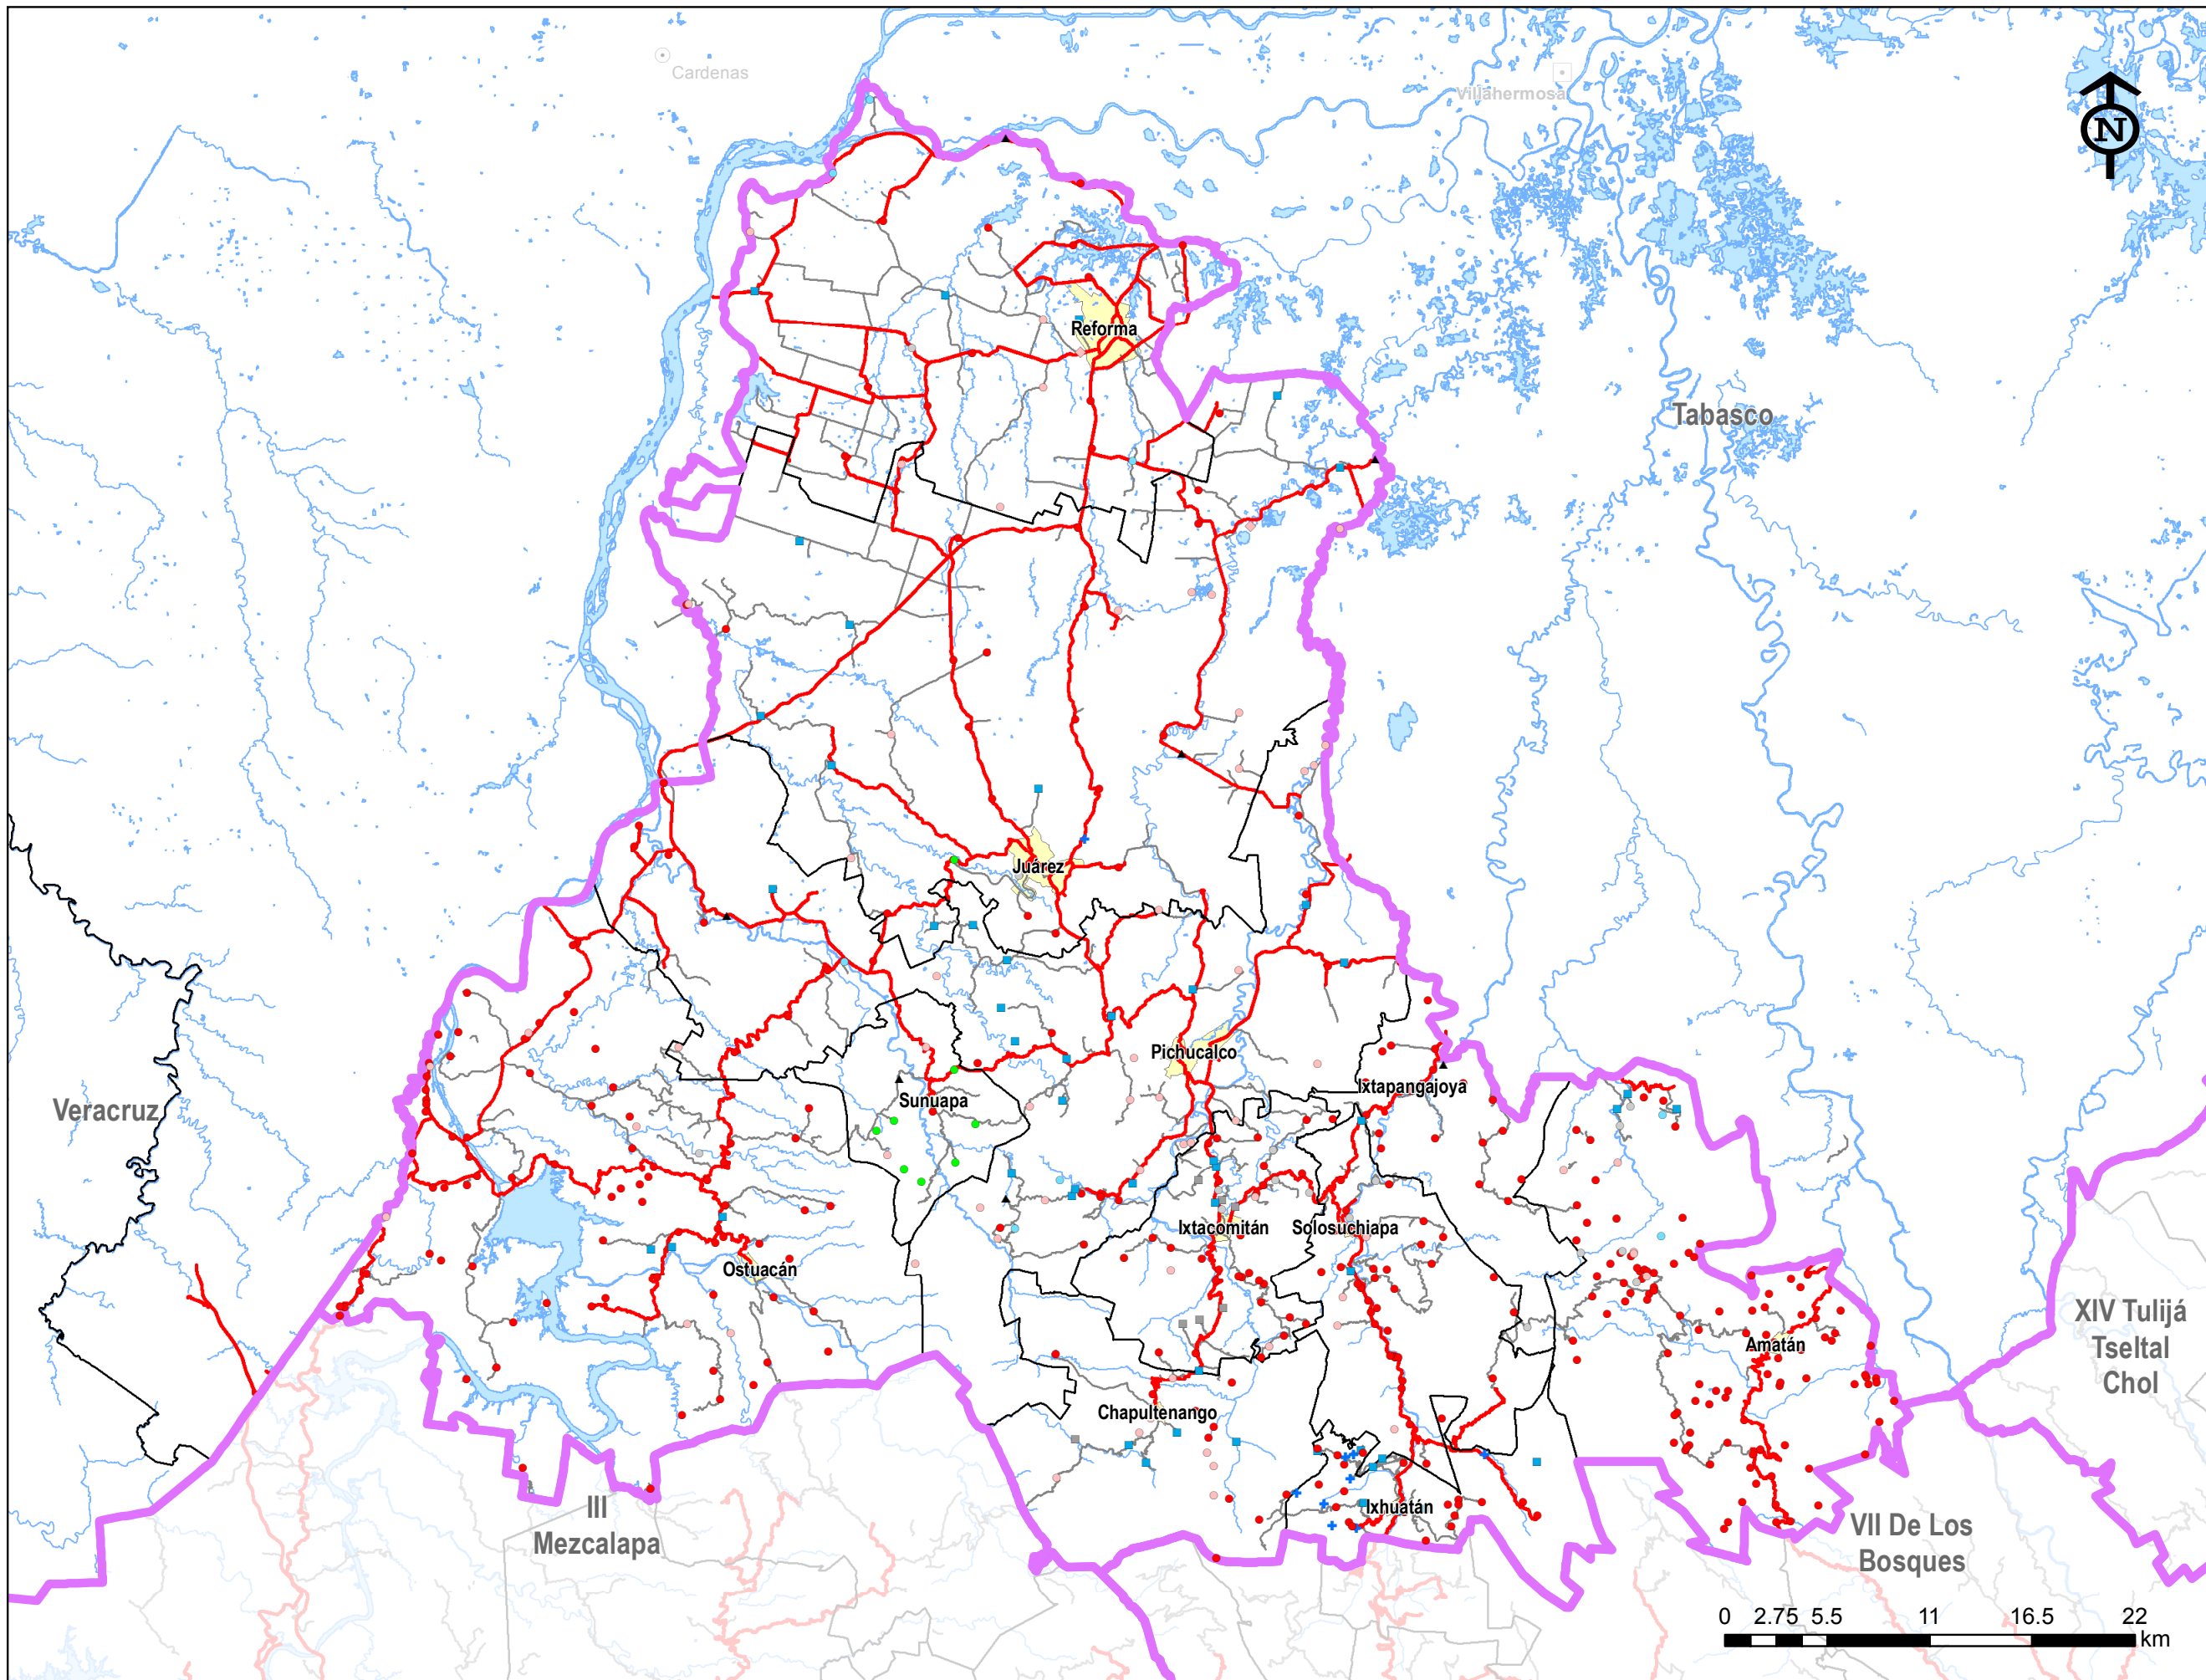 Cardenas
Villahermosa
N
Reforma
Tabasco
Juárez
Pichucalco
Ixtapangajoya
Sunuapa
Veracruz
Ixtacomitán
Solosuchiapa
Ostuacán
Amatán
XIV Tulijá
Tseltal
Chol
Chapultenango
Ixhuatán
III
Mezcalapa
VII De Los
Bosques
0 2.75 5.5 11 16.5 22
km